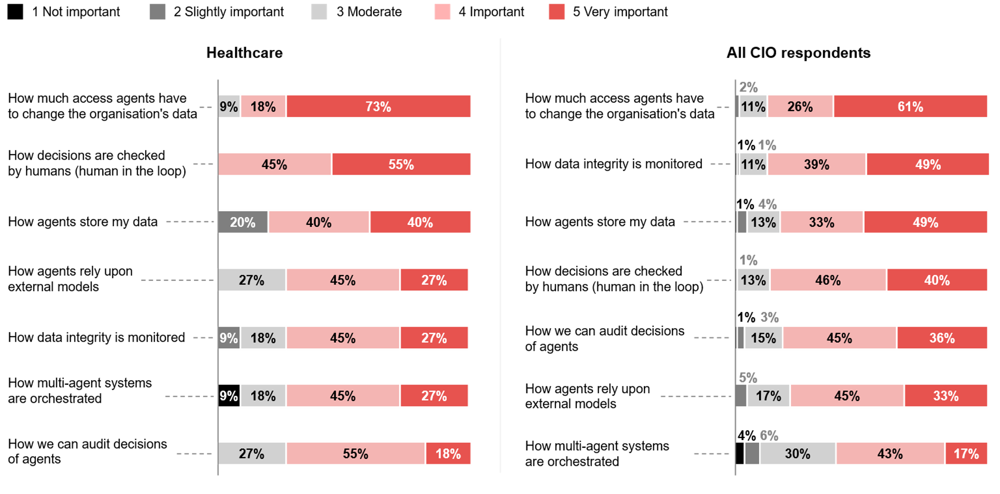 1 Not important
2 Slightly important
3 Moderate
4 Important
5 Very important
Healthcare
How much access agents have
to change the organisation's data
9% 18% 73%
How decisions are checked
by humans (human in the loop)
45% 55%
How agents store my data
20% 40% 40%
How agents rely upon
external models
27% 45% 27%
How data integrity is monitored
9% 18% 45% 27%
How multi-agent systems
are orchestrated
9% 18% 45% 27%
How we can audit decisions
of agents
27% 55% 18%
All CIO respondents
How much access agents have
to change the organisation's data
2%
11% 26% 61%
How data integrity is monitored
1% 1%
11% 39% 49%
How agents store my data
1% 4%
13% 33% 49%
How decisions are checked
by humans (human in the loop)
1%
13% 46% 40%
How we can audit decisions
of agents
1% 3%
15% 45% 36%
How agents rely upon
external models
5%
17% 45% 33%
How multi-agent systems
are orchestrated
4% 6%
30% 43% 17%